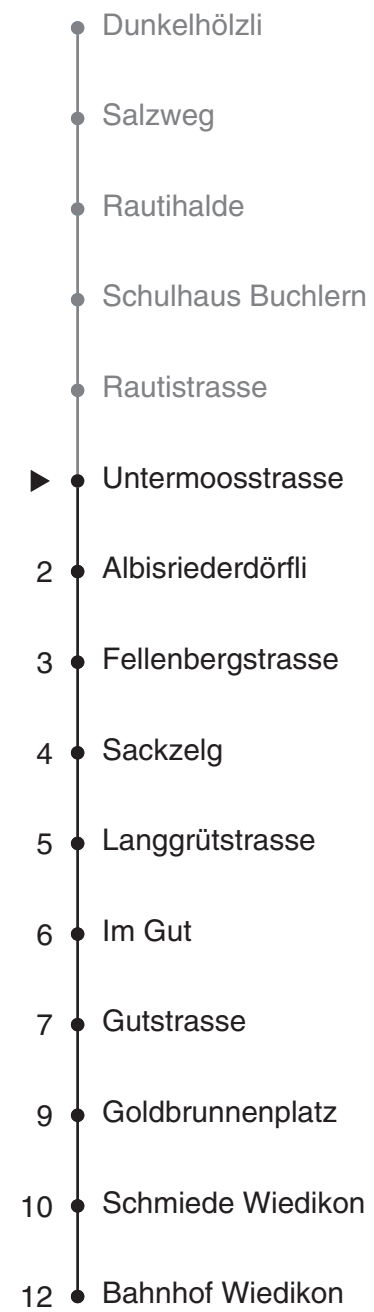 Dunkelhölzli
Salzweg
Rautihalde
Schulhaus Buchlern
Rautistrasse
Untermoosstrasse
2 Albisriederdörfli
3 Fellenbergstrasse
4 Sackzelg
5 Langgrütstrasse
6 Im Gut
7 Gutstrasse
9 Goldbrunnenplatz
10 Schmiede Wiedikon
12 Bahnhof Wiedikon